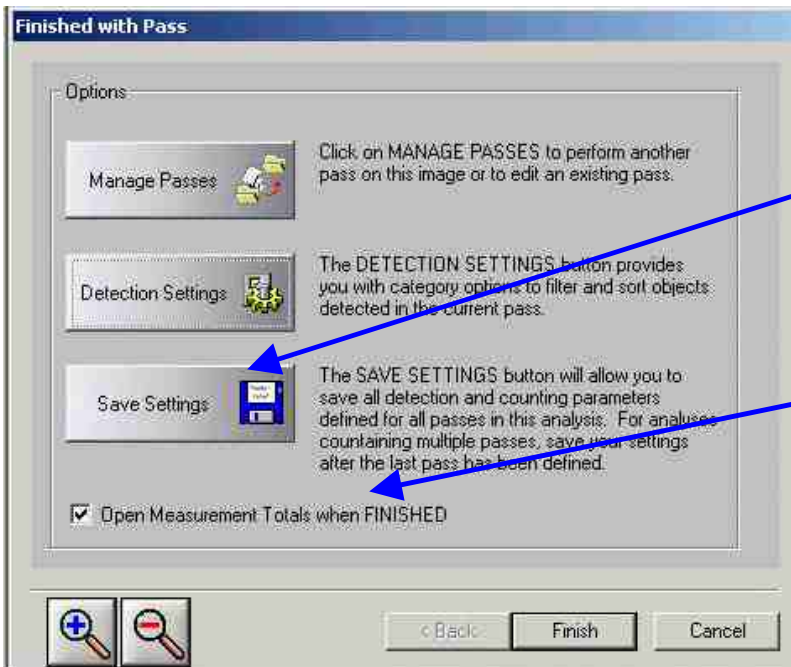 Finished with Pass
Options
Manage Passes
Click on MANAGE PASSES to perform another
pass on this image or to edit an existing pass.
Detection Settings
The DETECTION SETTINGS button provides
you with category options to filter and sort objects
detected in the current pass.
Save Settings
The SAVE SETTINGS button will allow you to
save all detection and counting parameters
defined for all passes in this analysis. For analyses
countaining multiple passes, save your settings
after the last pass has been defined.
Open Measurement Totals when FINISHED
< Back
Finish
Cancel